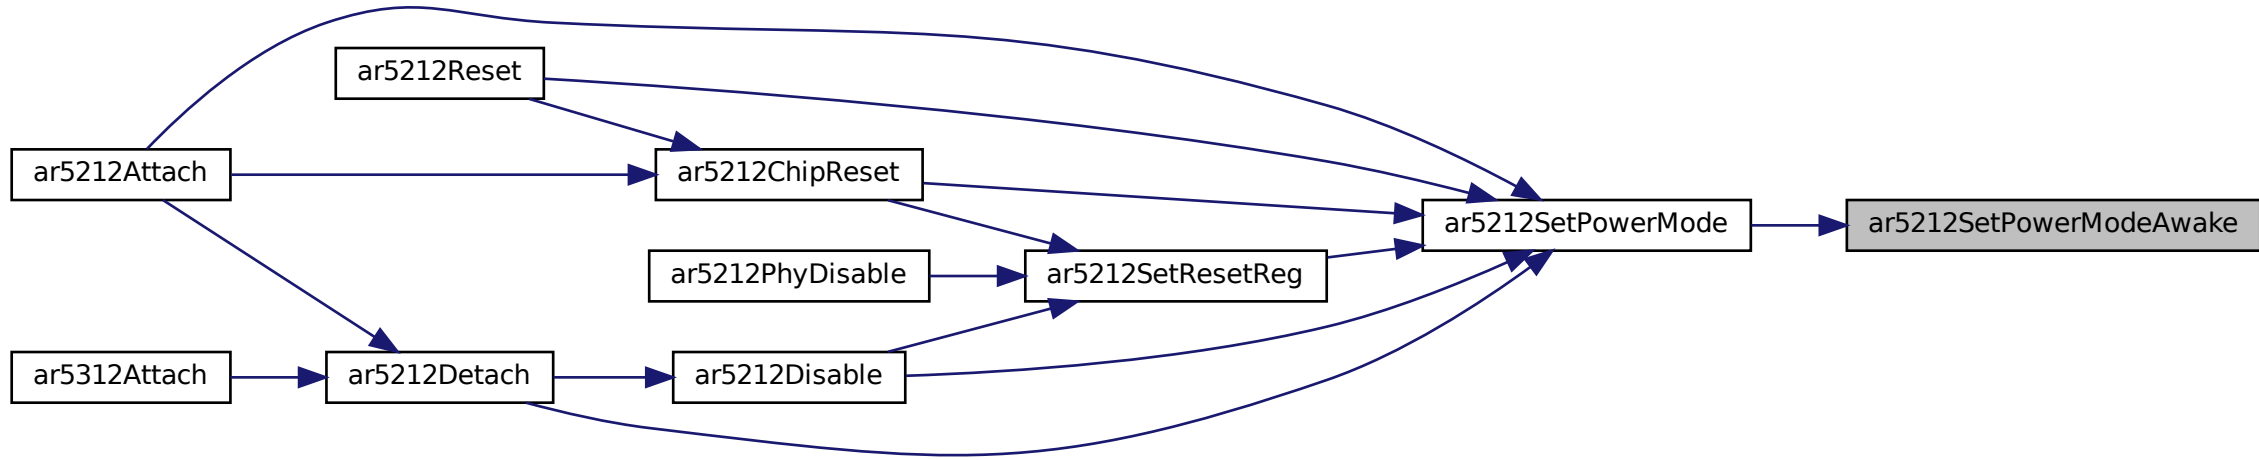 ar5212Reset
ar5212Attach
ar5212ChipReset
ar5212SetPowerMode
ar5212SetPowerModeAwake
ar5212PhyDisable
ar5212SetResetReg
ar5312Attach
ar5212Detach
ar5212Disable